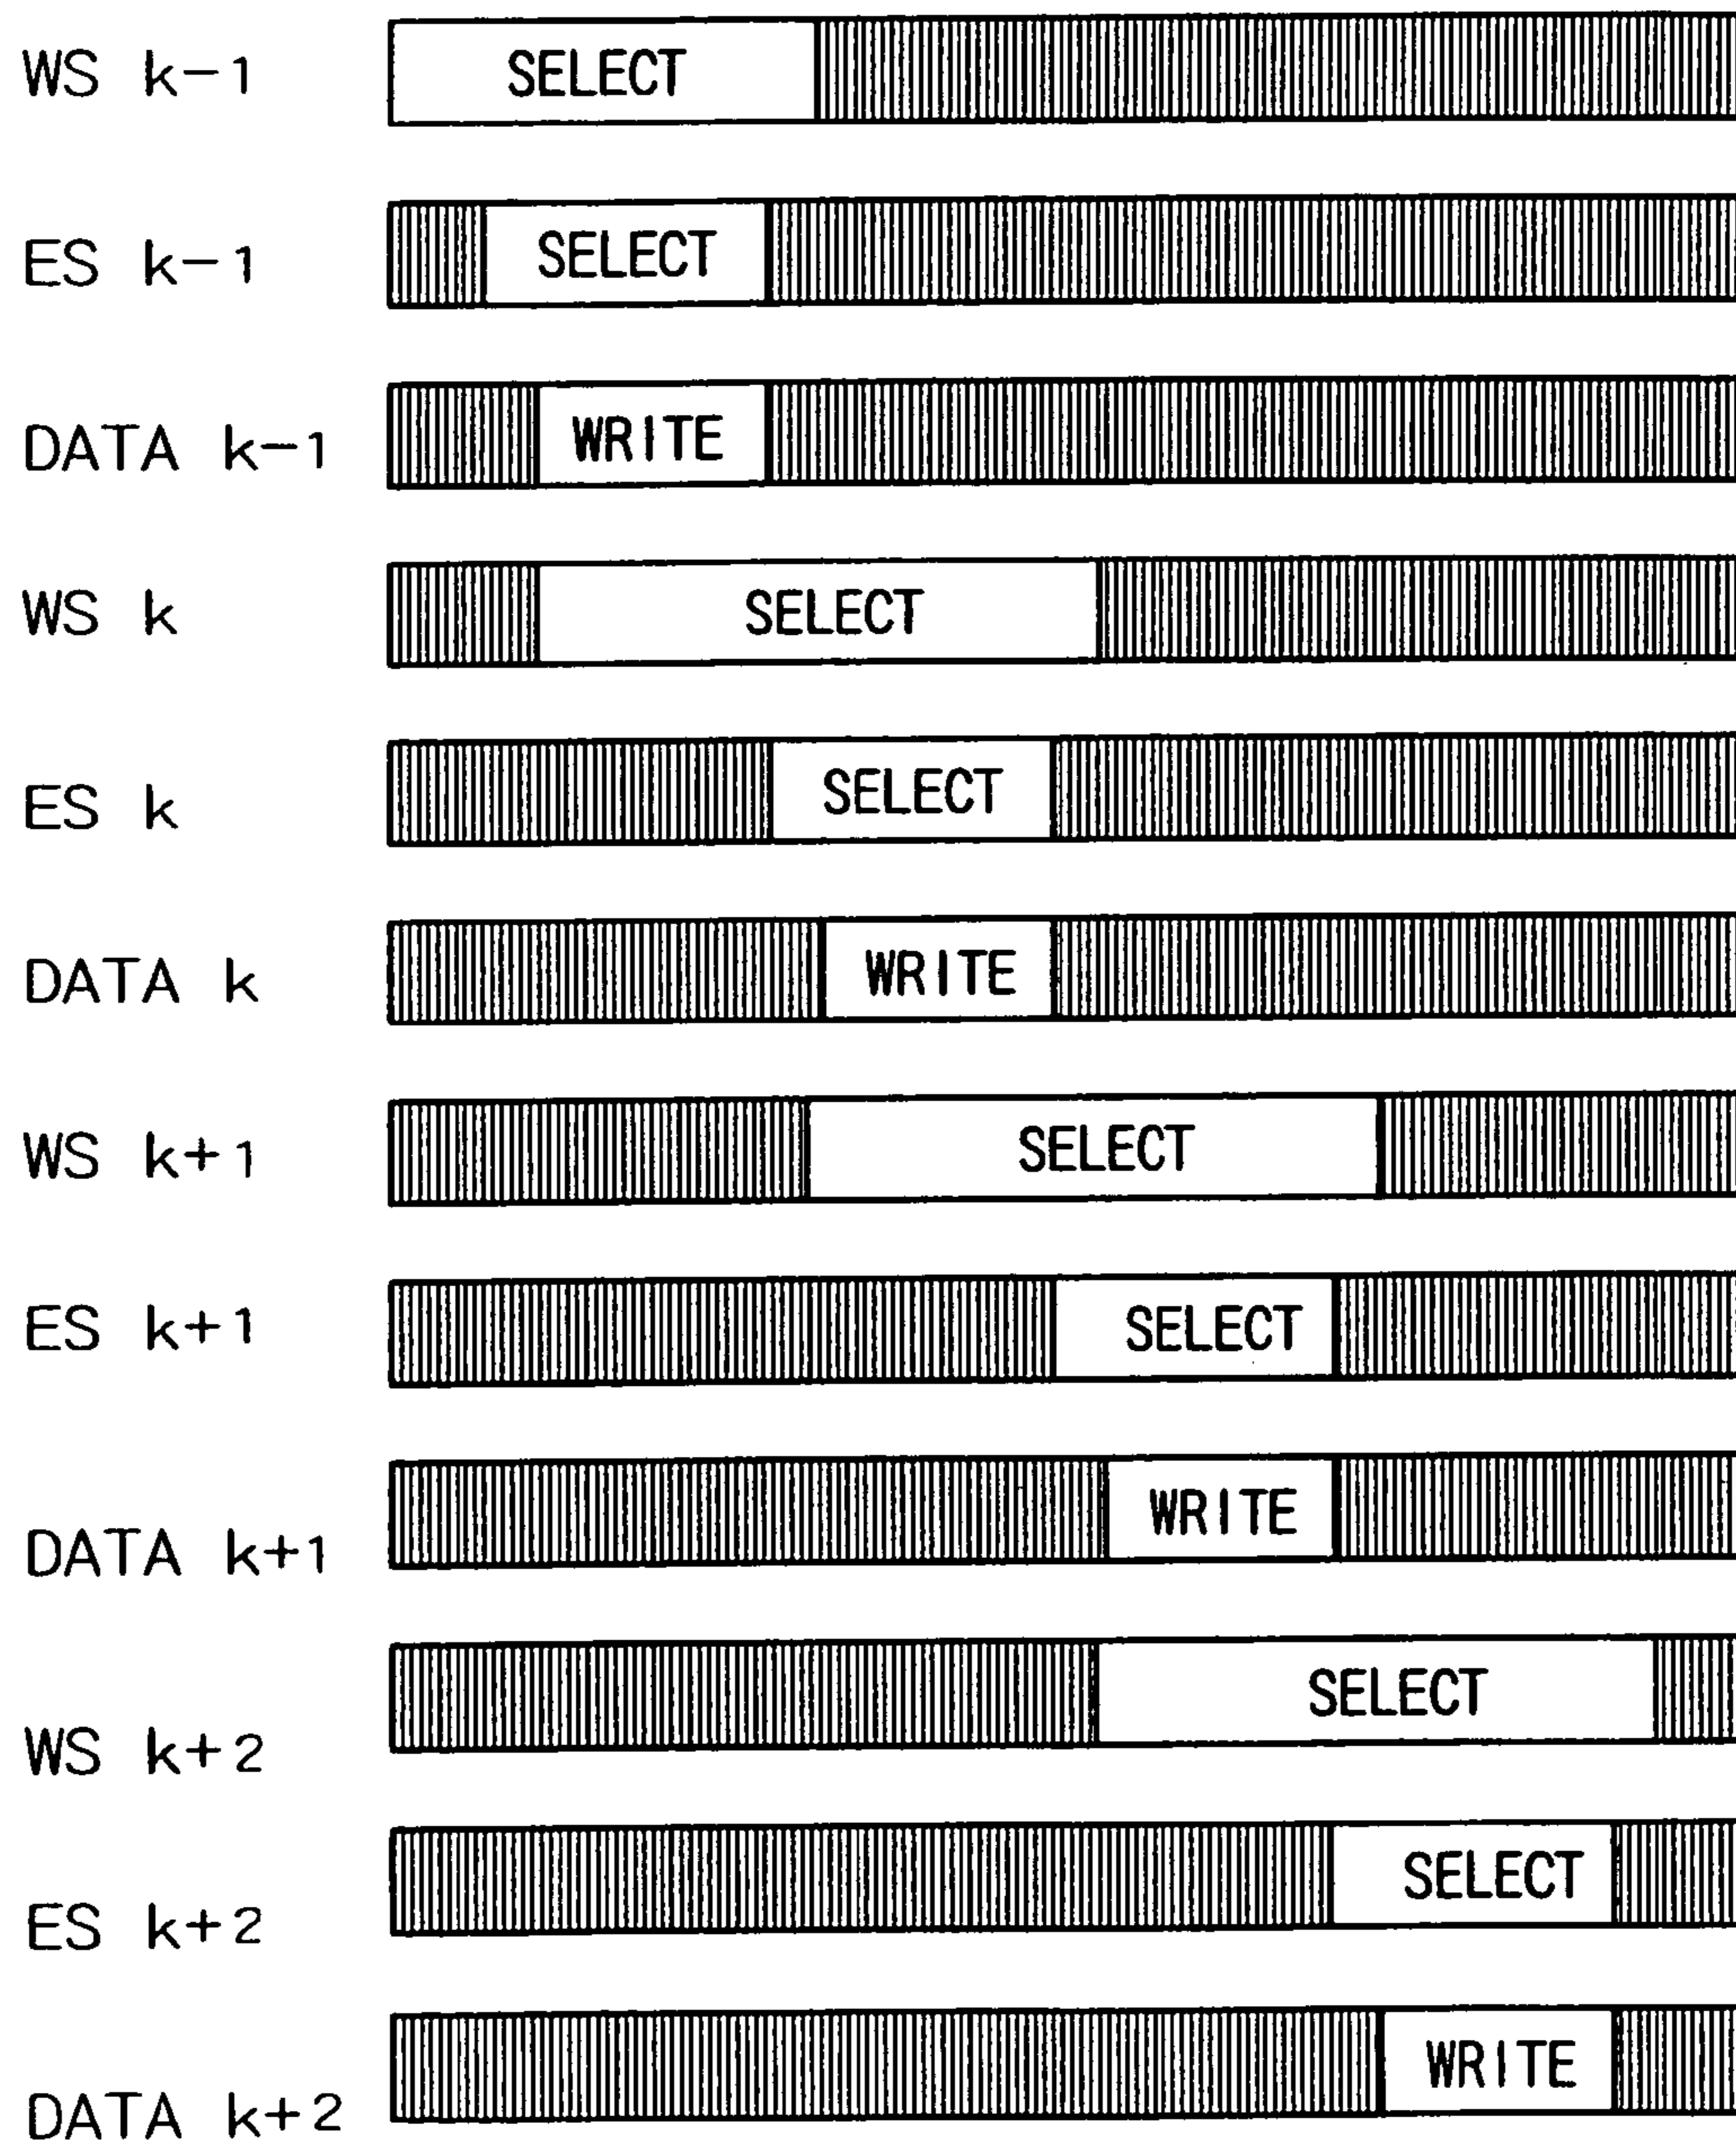 WS k-1 SELECT
ES k-1 SELECT
DATA k-1 WRITE
WS k SELECT
ES k SELECT
DATA k WRITE
WS k+1 SELECT
ES k+1 SELECT
DATA k+1 WRITE
WS k+2 SELECT
ES k+2 SELECT
DATA k+2 WRITE